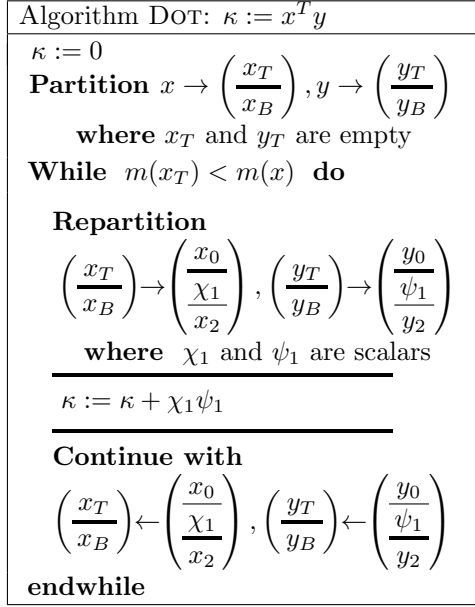 Algorithm DOT: κ := xᵀy
κ := 0
Partition x → (x_T / x_B), y → (y_T / y_B)
where x_T and y_T are empty
While m(x_T) < m(x) do
Repartition
(x_T / x_B) → (x_0 / χ_1 / x_2), (y_T / y_B) → (y_0 / ψ_1 / y_2)
where χ_1 and ψ_1 are scalars
κ := κ + χ_1ψ_1
Continue with
(x_T / x_B) ← (x_0 / χ_1 / x_2), (y_T / y_B) ← (y_0 / ψ_1 / y_2)
endwhile